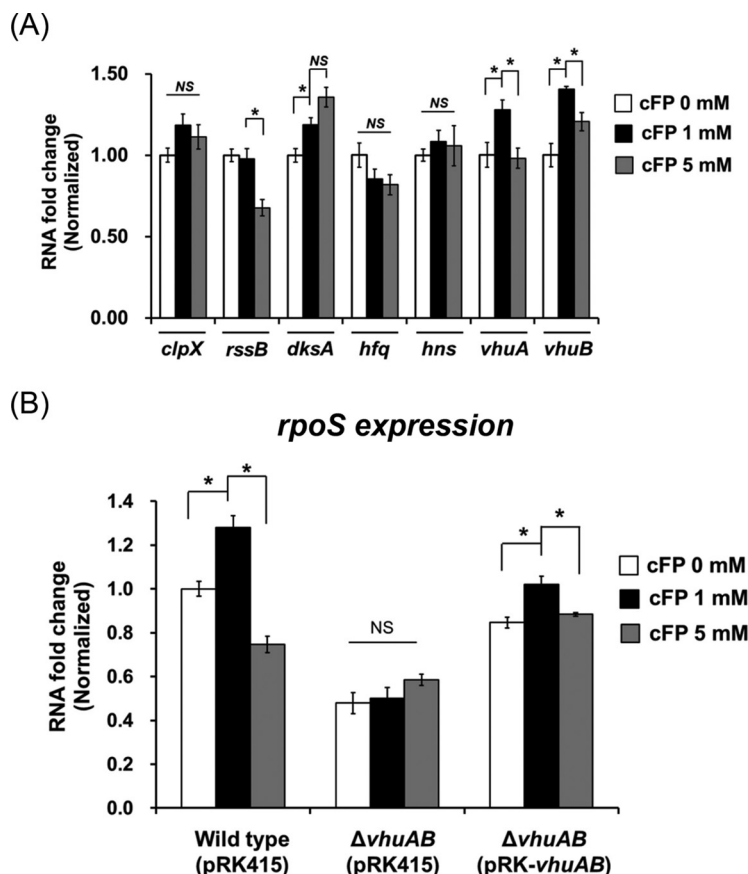 (A)
RNA fold change
(Normalized)
1.50
1.00
0.50
0.00
NS
*
*
NS
NS
NS
* *
* *
cFP 0 mM
cFP 1 mM
cFP 5 mM
clpX rssB dksA hfq hns vhuA vhuB
(B)
rpoS expression
RNA fold change
(Normalized)
1.4
1.2
1.0
0.8
0.6
0.4
0.2
0.0
* *
NS
* *
cFP 0 mM
cFP 1 mM
cFP 5 mM
Wild type
(pRK415)
ΔvhuAB
(pRK415)
ΔvhuAB
(pRK-vhuAB)